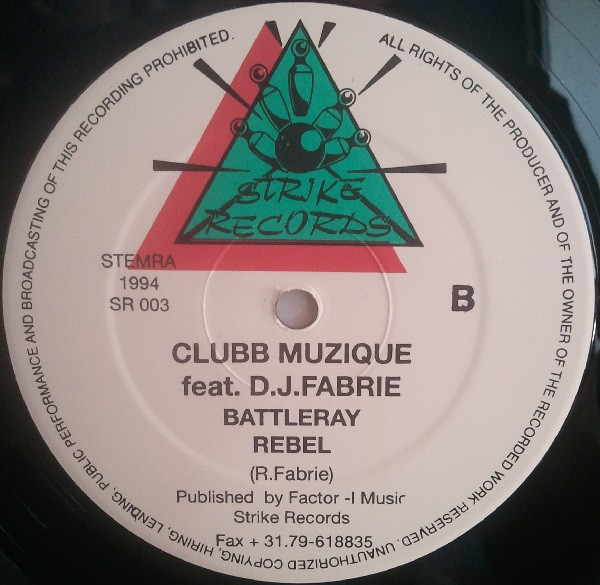 ALL RIGHTS OF THE PRODUCER AND OF THE OWNER OF THE RECORDED WORK RESERVED. UNAUTHORIZED COPYING, HIRING, LENDING, PUBLIC PERFORMANCE AND BROADCASTING OF THIS RECORDING PROHIBITED.
STRIKE
RECORDS
STEMRA
1994
SR 003
B
CLUBB MUZIQUE
feat. D.J.FABRIE
BATTLERAY
REBEL
(R.Fabrie)
Published by Factor -I Music
Strike Records
Fax + 31.79-618835